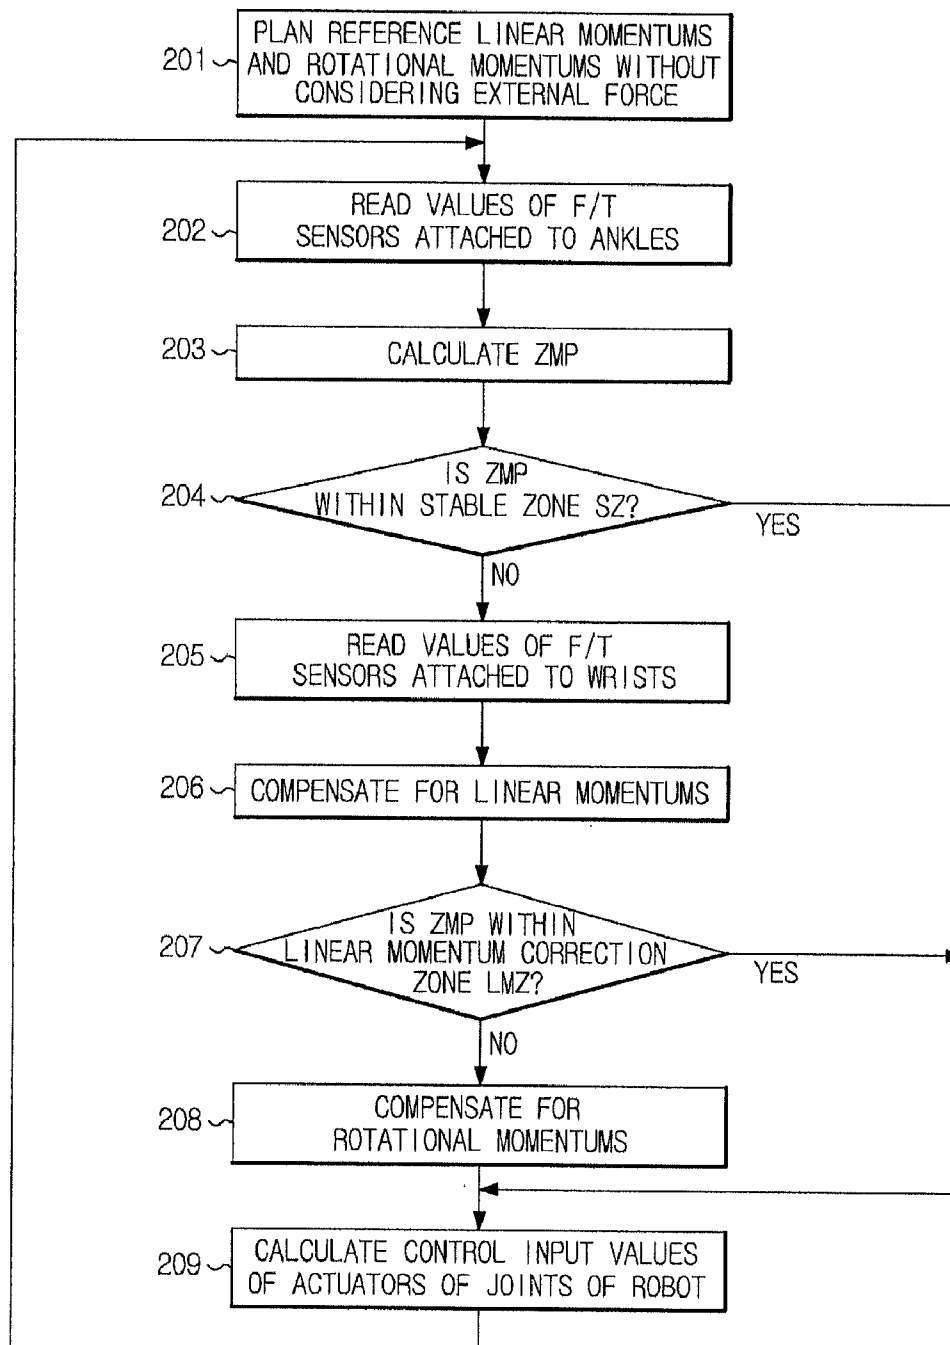 PLAN REFERENCE LINEAR MOMENTUMS
201
AND ROTATIONAL MOMENTUMS WITHOUT
CONSIDERING EXTERNAL FORCE
READ VALUES OF F/T
202
SENSORS ATTACHED TO ANKLES
203
CALCULATE ZMP
IS ZMP
204
WITHIN STABLE ZONE SZ?
YES
NO
READ VALUES OF F/T
205
SENSORS ATTACHED TO WRISTS
206
COMPENSATE FOR LINEAR MOMENTUMS
IS ZMP WITHIN
207
LINEAR MOMENTUM CORRECTION
ZONE LMZ?
YES
NO
COMPENSATE FOR
208
ROTATIONAL MOMENTUMS
CALCULATE CONTROL INPUT VALUES
209
OF ACTUATORS OF JOINTS OF ROBOT